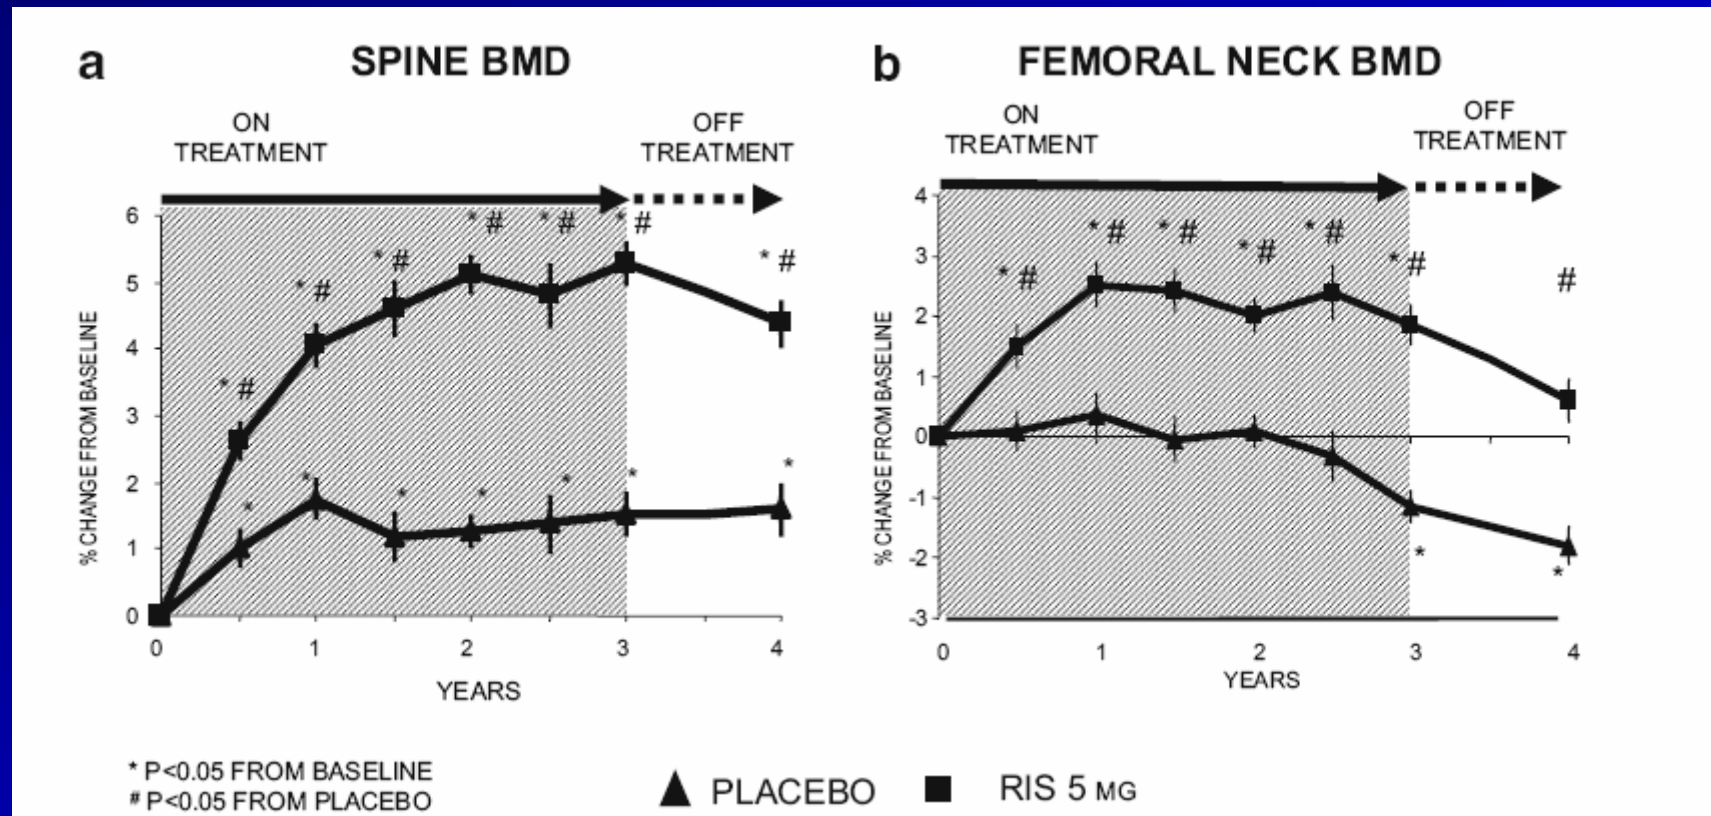 a SPINE BMD
ON
TREATMENT
OFF
TREATMENT
% CHANGE FROM BASELINE
6
5
4
3
2
1
0
* #
* #
* #
* #
* #
* #
* #
*
*
*
*
*
*
*
0 1 2 3 4
YEARS
b FEMORAL NECK BMD
ON
TREATMENT
OFF
TREATMENT
% CHANGE FROM BASELINE
4
3
2
1
0
-1
-2
-3
* #
* #
* #
* #
* #
* #
#
*
*
0 1 2 3 4
YEARS
* P<0.05 FROM BASELINE
# P<0.05 FROM PLACEBO
PLACEBO RIS 5 MG